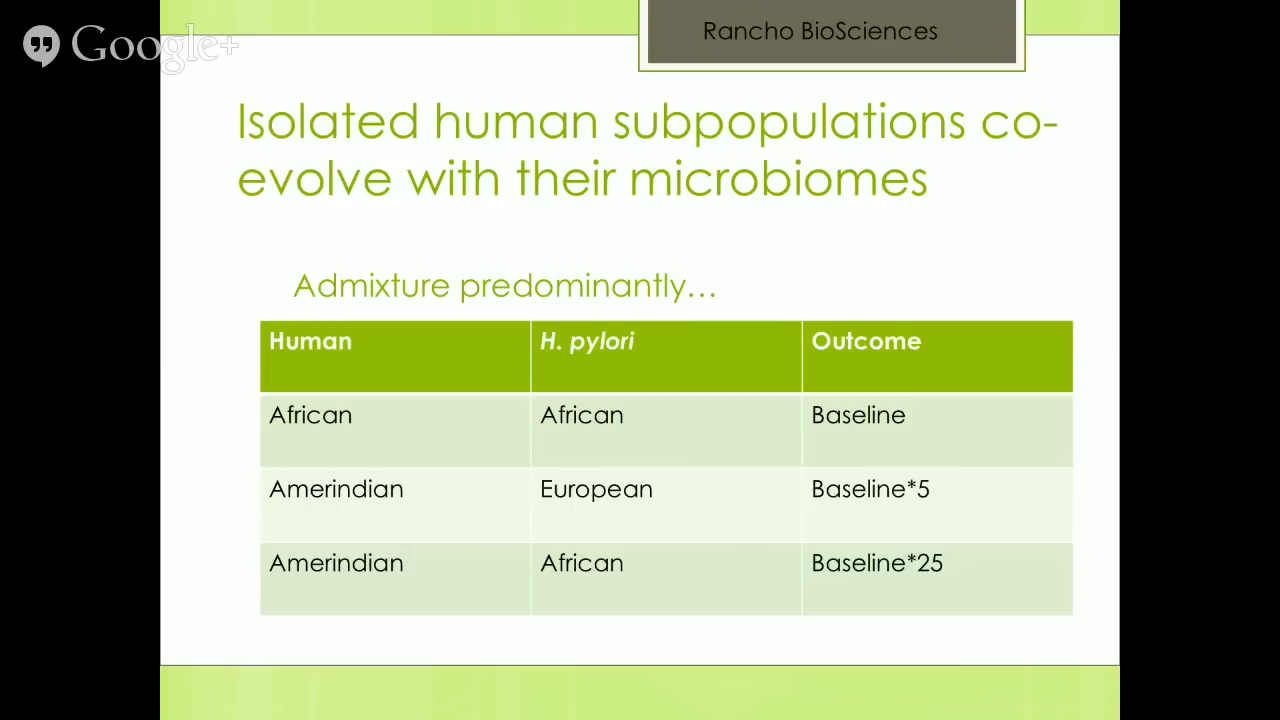 Google+
Rancho BioSciences
Isolated human subpopulations co-
evolve with their microbiomes
Admixture predominantly…
Human H. pylori Outcome
African African Baseline
Amerindian European Baseline*5
Amerindian African Baseline*25